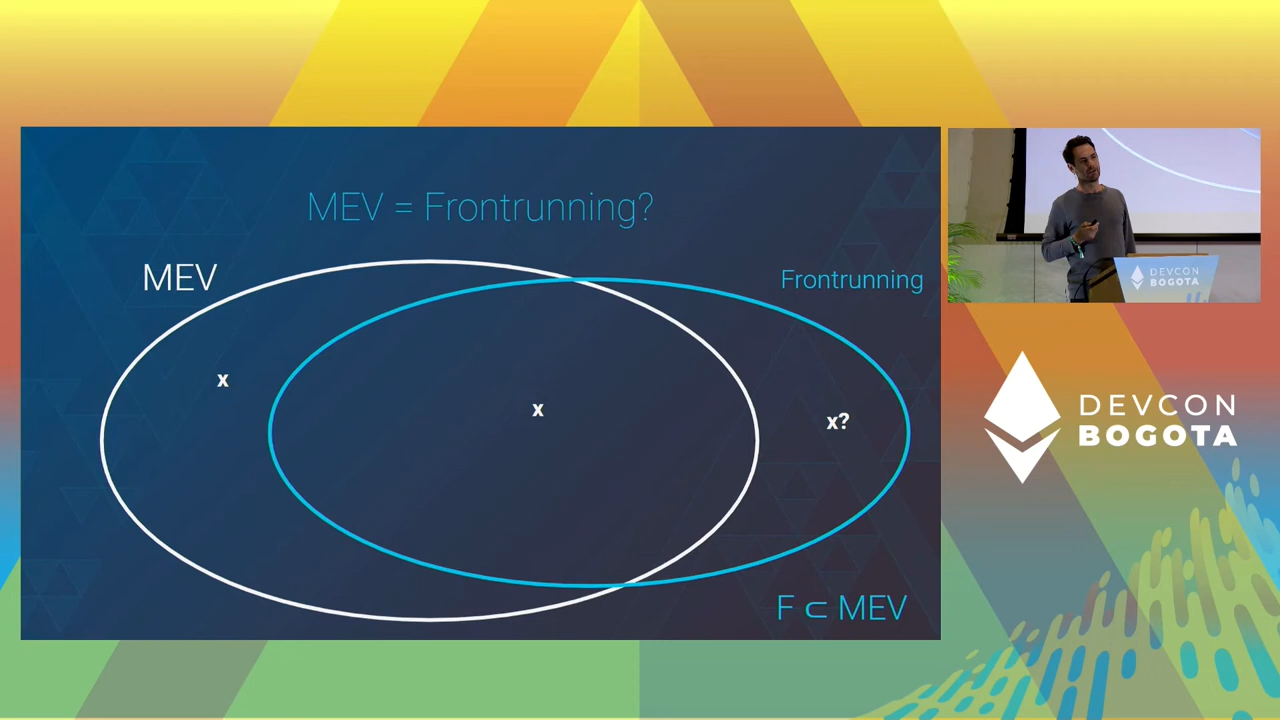 MEV = Frontrunning?
MEV
Frontrunning
x
x
x?
F ⊂ MEV
DEVCON
BOGOTA
DEVCON
BOGOTA